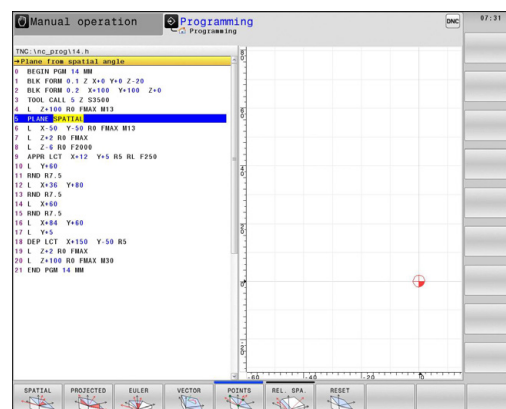 Manual operation
Programming
Programming
DNC
07:31
TNC:\nc_prog\14.h
→Plane from spatial angle
0 BEGIN PGM 14 MM
1 BLK FORM 0.1 Z X+0 Y+0 Z-20
2 BLK FORM 0.2 X+100 Y+100 Z+0
3 TOOL CALL 5 Z S3500
4 L Z+100 R0 FMAX M13
5 PLANE SPATIAL
6 L X-50 Y-50 R0 FMAX M13
7 L Z+2 R0 FMAX
8 L Z-6 R0 F2000
9 APPR LCT X+12 Y+5 R5 RL F250
10 L Y+60
11 RND R7.5
12 L X+36 Y+80
13 RND R7.5
14 L X+60
15 RND R7.5
16 L X+84 Y+60
17 L Y+5
18 DEP LCT X+150 Y-50 R5
19 L Z+2 R0 FMAX
20 L Z+100 R0 FMAX M30
21 END PGM 14 MM
-60 -40 -20 0
SPATIAL PROJECTED EULER VECTOR POINTS REL. SPA. RESET